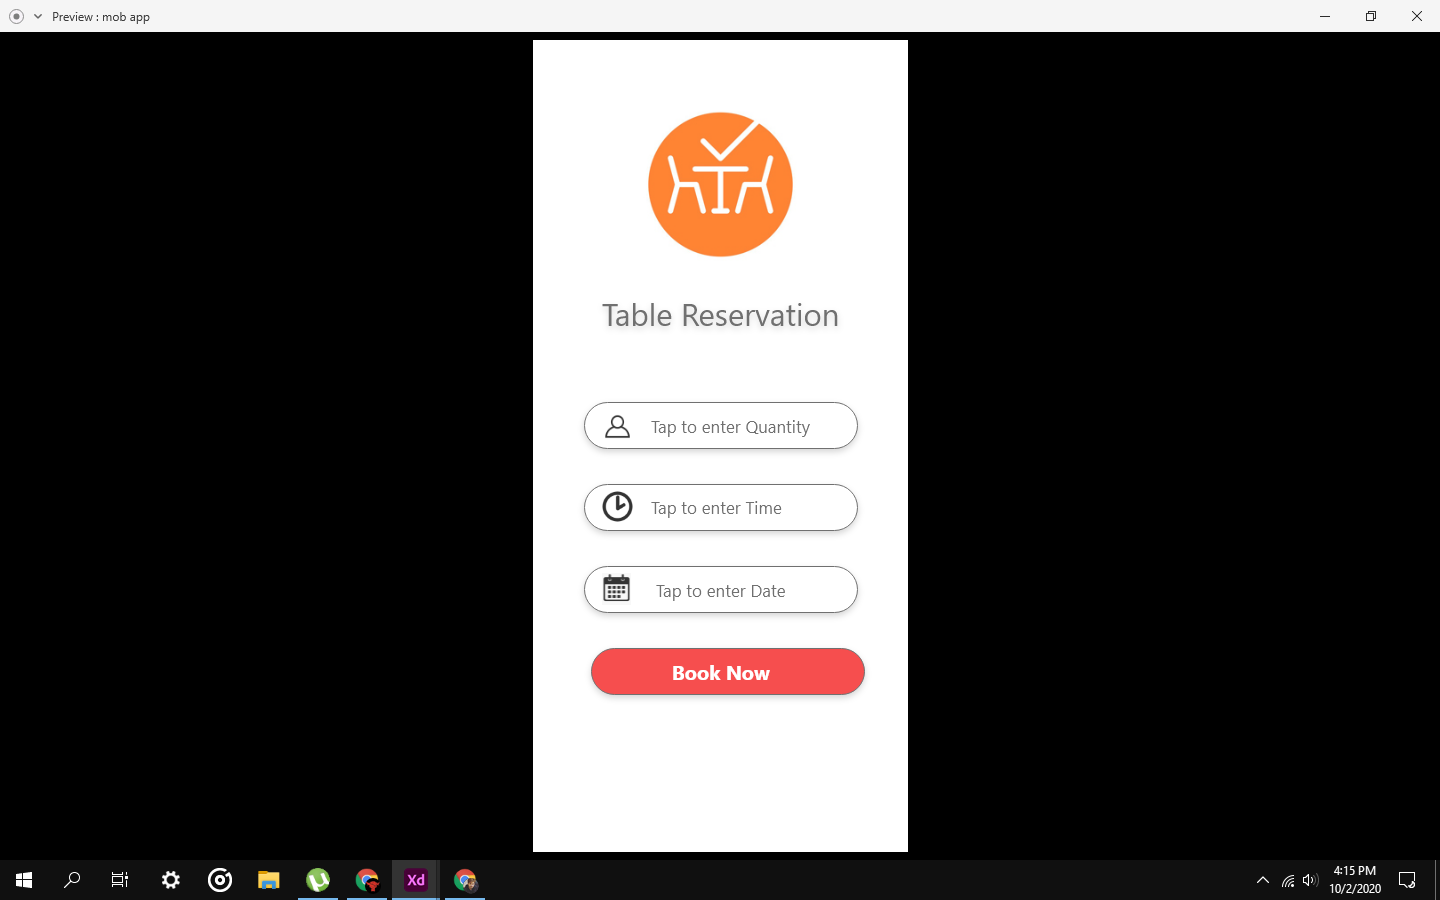 Preview : mob app
Table Reservation
Tap to enter Quantity
Tap to enter Time
Tap to enter Date
Book Now
Xd
4:15 PM
10/2/2020